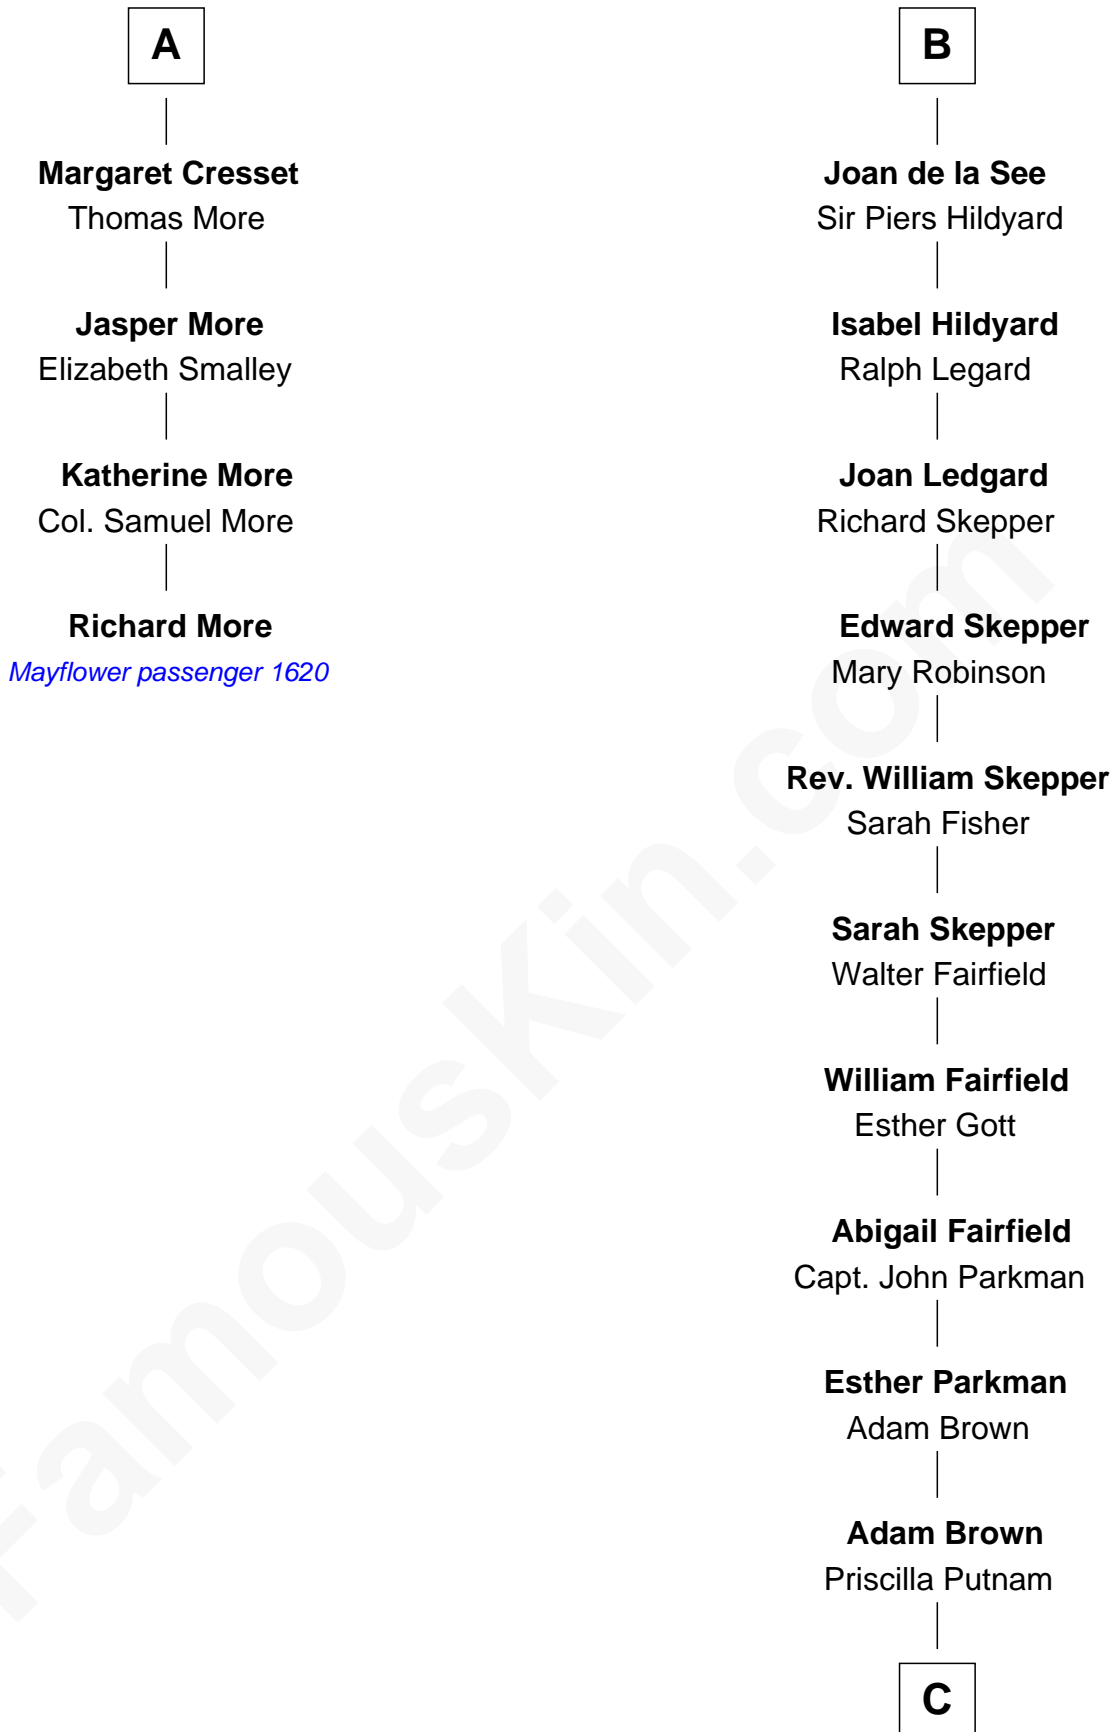 A
Margaret Cresset
Thomas More
Jasper More
Elizabeth Smalley
Katherine More
Col. Samuel More
Richard More
Mayflower passenger 1620
B
Joan de la See
Sir Piers Hildyard
Isabel Hildyard
Ralph Legard
Joan Ledgard
Richard Skepper
Edward Skepper
Mary Robinson
Rev. William Skepper
Sarah Fisher
Sarah Skepper
Walter Fairfield
William Fairfield
Esther Gott
Abigail Fairfield
Capt. John Parkman
Esther Parkman
Adam Brown
Adam Brown
Priscilla Putnam
C
FamousKin.com